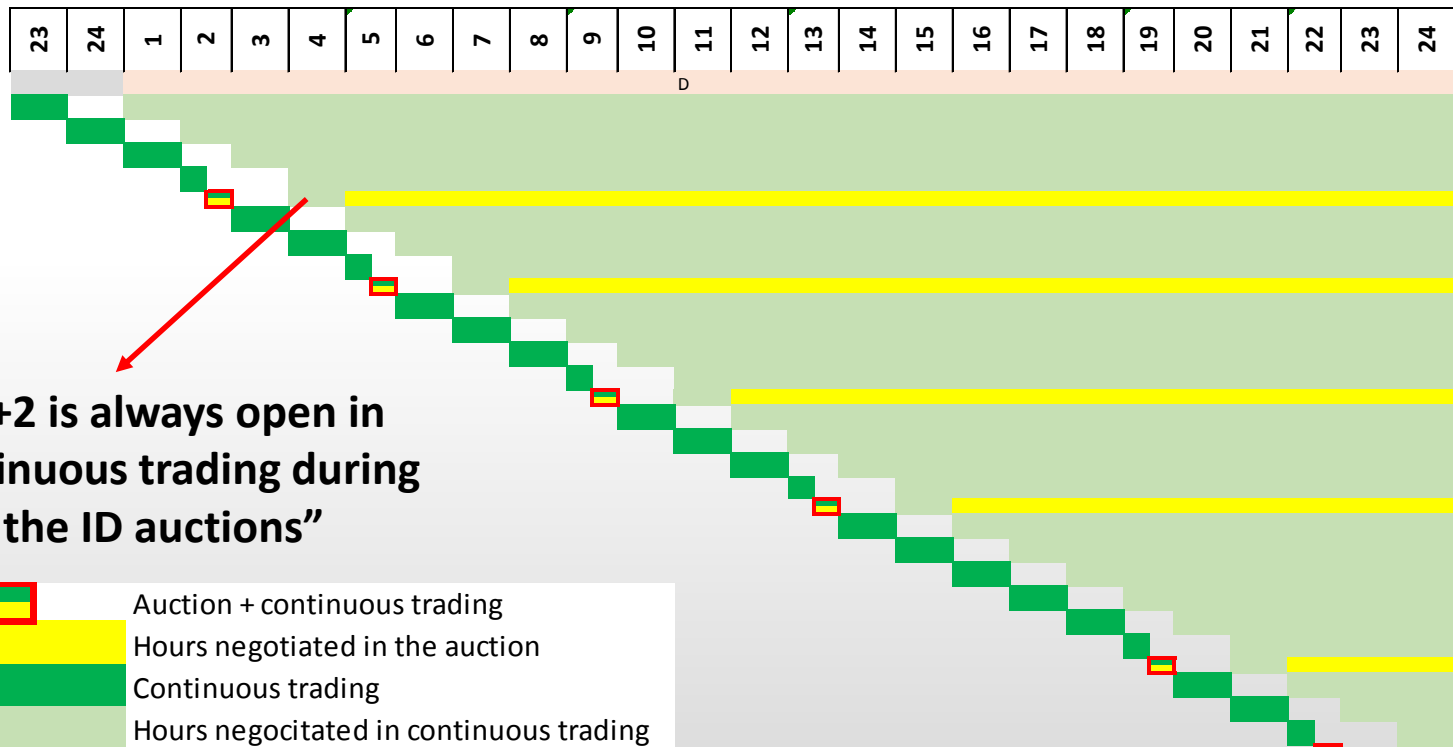 23 24 1 2 3 4 5 6 7 8 9 10 11 12 13 14 15 16 17 18 19 20 21 22 23 24
D
+2 is always open in
inuous trading during
the ID auctions”
Auction + continuous trading
Hours negotiated in the auction
Continuous trading
Hours negocitated in continuous trading